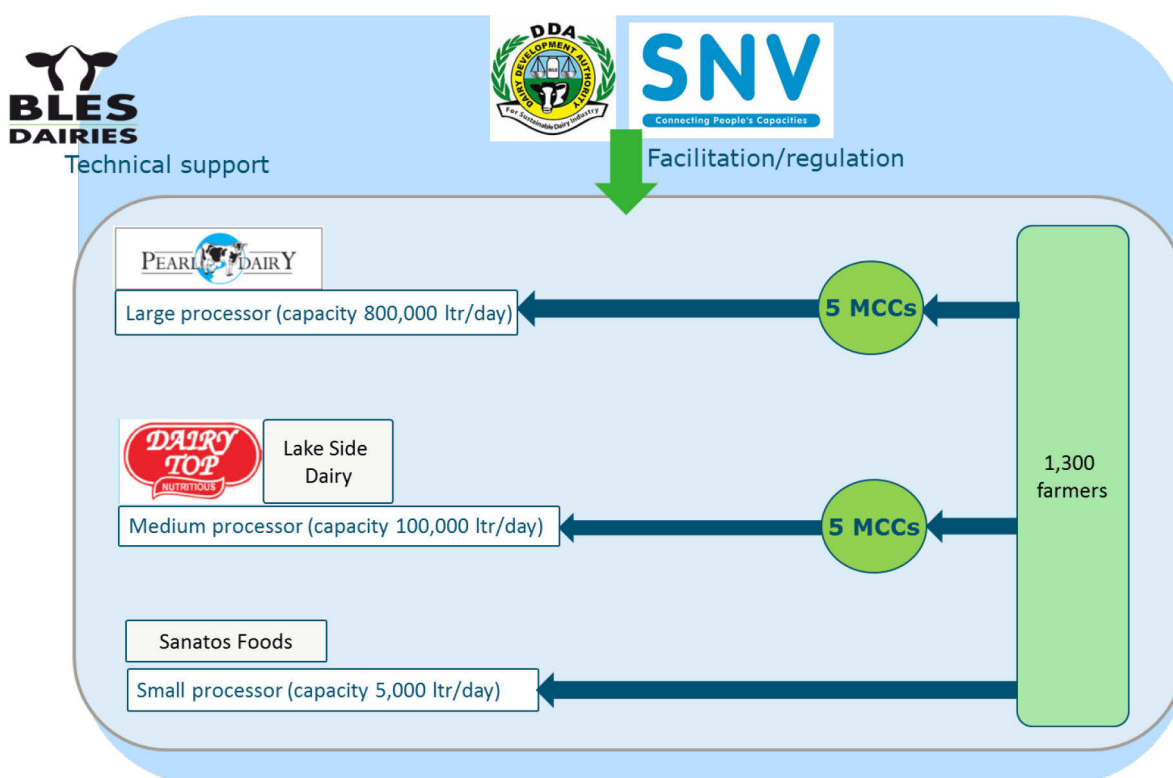 BLES
DAIRIES
Technical support
DDA
DAIRY DEVELOPMENT AUTHORITY
MILK
For Sustainable Dairy Industry
SNV
Connecting People's Capacities
Facilitation/regulation
PEARL DAIRY
Large processor (capacity 800,000 ltr/day)
5 MCCs
DAIRY
TOP
NUTRITIOUS
Lake Side
Dairy
Medium processor (capacity 100,000 ltr/day)
5 MCCs
1,300
farmers
Sanatos Foods
Small processor (capacity 5,000 ltr/day)